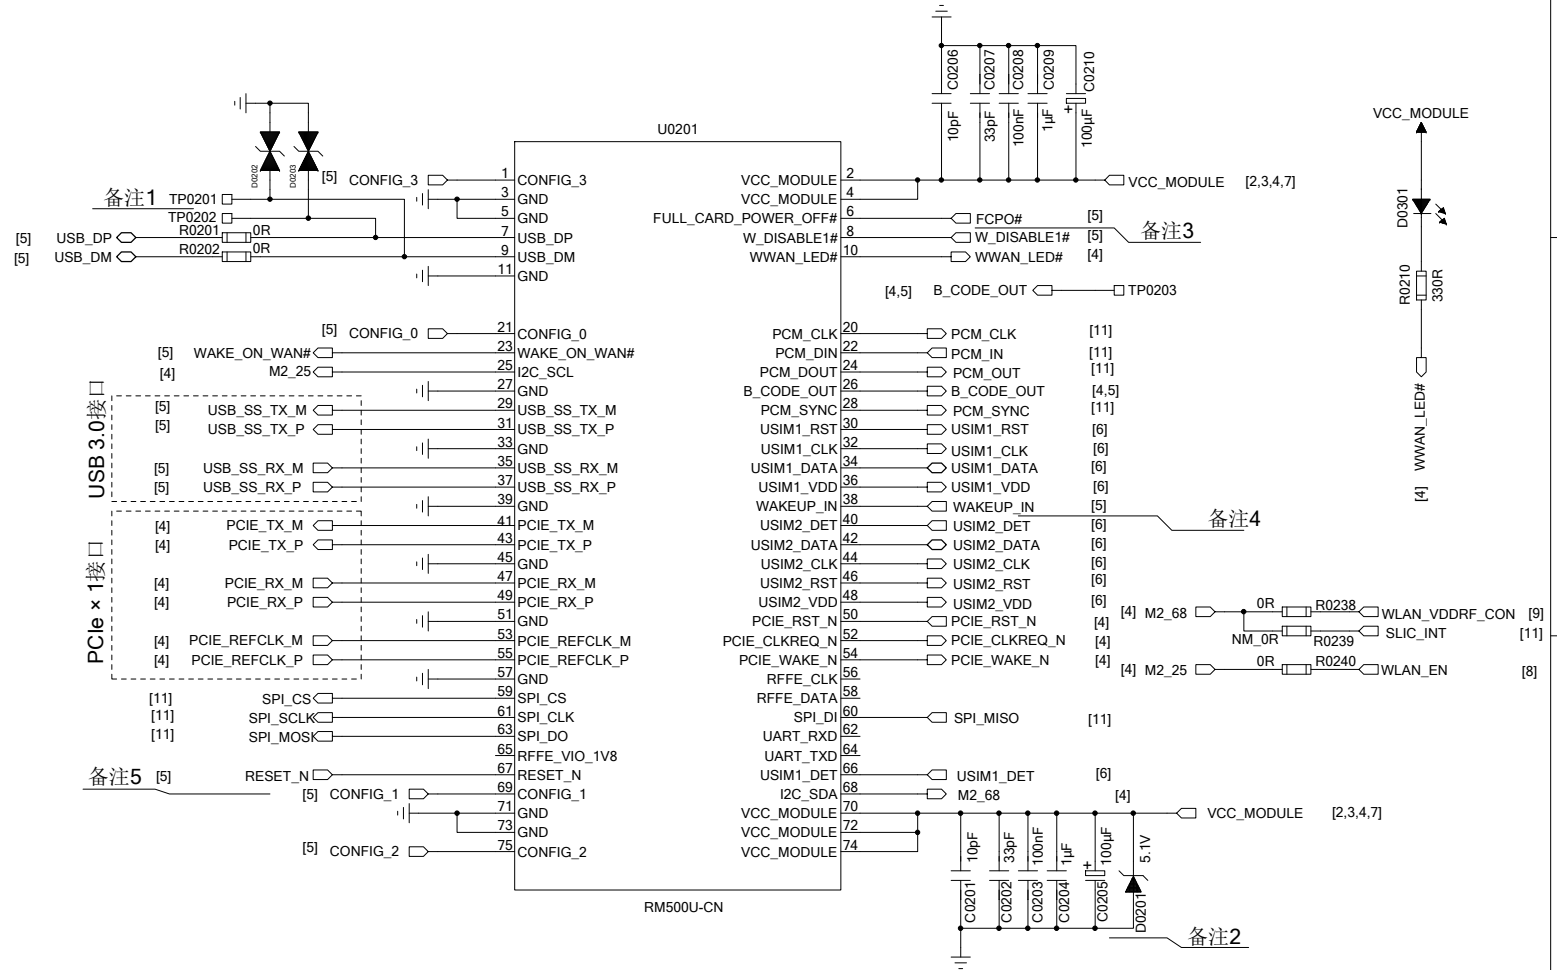 C0206
C0207
C0208
C0209
C0210
10pF
33pF
100nF
1μF
+
100μF
VCC_MODULE
D0301
R0210
330R
WWAN_LED#
[4]
U0201
D0202
D0203
备注1
TP0201
TP0202
[5] USB_DP R0201 0R
[5] USB_DM R0202 0R
[5] CONFIG_3 1 CONFIG_3
3 GND
5 GND
7 USB_DP
9 USB_DM
11 GND
[5] CONFIG_0 21 CONFIG_0
[5] WAKE_ON_WAN# 23 WAKE_ON_WAN#
[4] M2_25 25 I2C_SCL
27 GND
USB 3.0接口
[5] USB_SS_TX_M 29 USB_SS_TX_M
[5] USB_SS_TX_P 31 USB_SS_TX_P
33 GND
[5] USB_SS_RX_M 35 USB_SS_RX_M
[5] USB_SS_RX_P 37 USB_SS_RX_P
39 GND
PCIe × 1接口
[4] PCIE_TX_M 41 PCIE_TX_M
[4] PCIE_TX_P 43 PCIE_TX_P
45 GND
[4] PCIE_RX_M 47 PCIE_RX_M
[4] PCIE_RX_P 49 PCIE_RX_P
51 GND
[4] PCIE_REFCLK_M 53 PCIE_REFCLK_M
[4] PCIE_REFCLK_P 55 PCIE_REFCLK_P
57 GND
[11] SPI_CS 59 SPI_CS
[11] SPI_SCLK 61 SPI_CLK
[11] SPI_MOSI 63 SPI_DO
65 RFFE_VIO_1V8
备注5 [5] RESET_N 67 RESET_N
[5] CONFIG_1 69 CONFIG_1
71 GND
73 GND
[5] CONFIG_2 75 CONFIG_2
VCC_MODULE 2 VCC_MODULE [2,3,4,7]
VCC_MODULE 4
FULL_CARD_POWER_OFF# 6 FCPO# [5]
W_DISABLE1# 8 W_DISABLE1# [5]
备注3
WWAN_LED# 10 WWAN_LED# [4]
[4,5] B_CODE_OUT TP0203
PCM_CLK 20 PCM_CLK [11]
PCM_DIN 22 PCM_IN [11]
PCM_DOUT 24 PCM_OUT [11]
B_CODE_OUT 26 B_CODE_OUT [4,5]
PCM_SYNC 28 PCM_SYNC [11]
USIM1_RST 30 USIM1_RST [6]
USIM1_CLK 32 USIM1_CLK [6]
USIM1_DATA 34 USIM1_DATA [6]
USIM1_VDD 36 USIM1_VDD [6]
WAKEUP_IN 38 WAKEUP_IN [5]
备注4
USIM2_DET 40 USIM2_DET [6]
USIM2_DATA 42 USIM2_DATA [6]
USIM2_CLK 44 USIM2_CLK [6]
USIM2_RST 46 USIM2_RST [6]
USIM2_VDD 48 USIM2_VDD [6]
PCIE_RST_N 50 PCIE_RST_N [4]
PCIE_CLKREQ_N 52 PCIE_CLKREQ_N [4]
PCIE_WAKE_N 54 PCIE_WAKE_N [4]
RFFE_CLK 56
RFFE_DATA 58
SPI_DI 60 SPI_MISO [11]
UART_RXD 62
UART_TXD 64
USIM1_DET 66 USIM1_DET [6]
I2C_SDA 68 M2_68 [4]
VCC_MODULE 70 VCC_MODULE [2,3,4,7]
VCC_MODULE 72
VCC_MODULE 74
[4] M2_68 0R R0238 WLAN_VDDRF_CON [9]
NM_0R R0239 SLIC_INT [11]
[4] M2_25 0R R0240 WLAN_EN [8]
10pF
33pF
100nF
1μF
+
100μF
5.1V
C0201
C0202
C0203
C0204
C0205
D0201
备注2
RM500U-CN